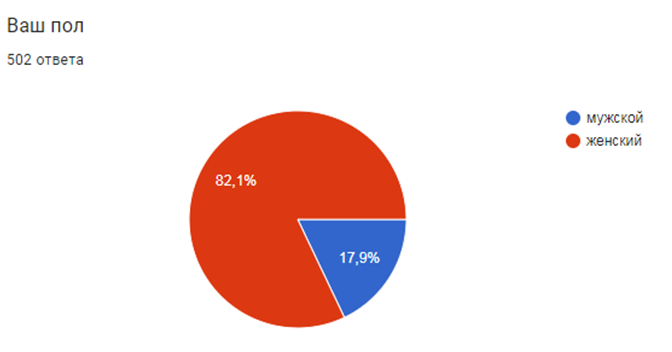 Ваш пол
502 ответа
мужской
женский
82,1%
17,9%